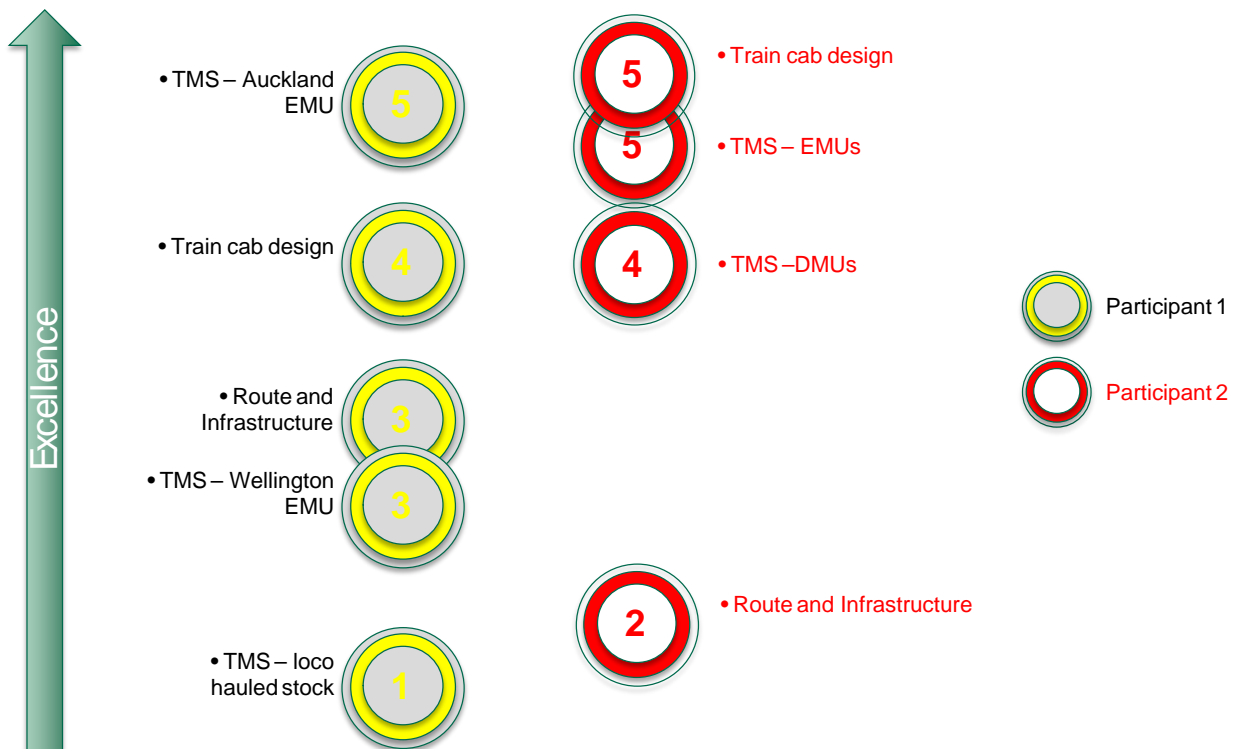 Excellence
• TMS – Auckland
EMU
5
• Train cab design
4
• Route and
Infrastructure
3
• TMS – Wellington
EMU
3
• TMS – loco
hauled stock
1
5
• Train cab design
5
• TMS – EMUs
4
• TMS –DMUs
2
• Route and Infrastructure
Participant 1
Participant 2